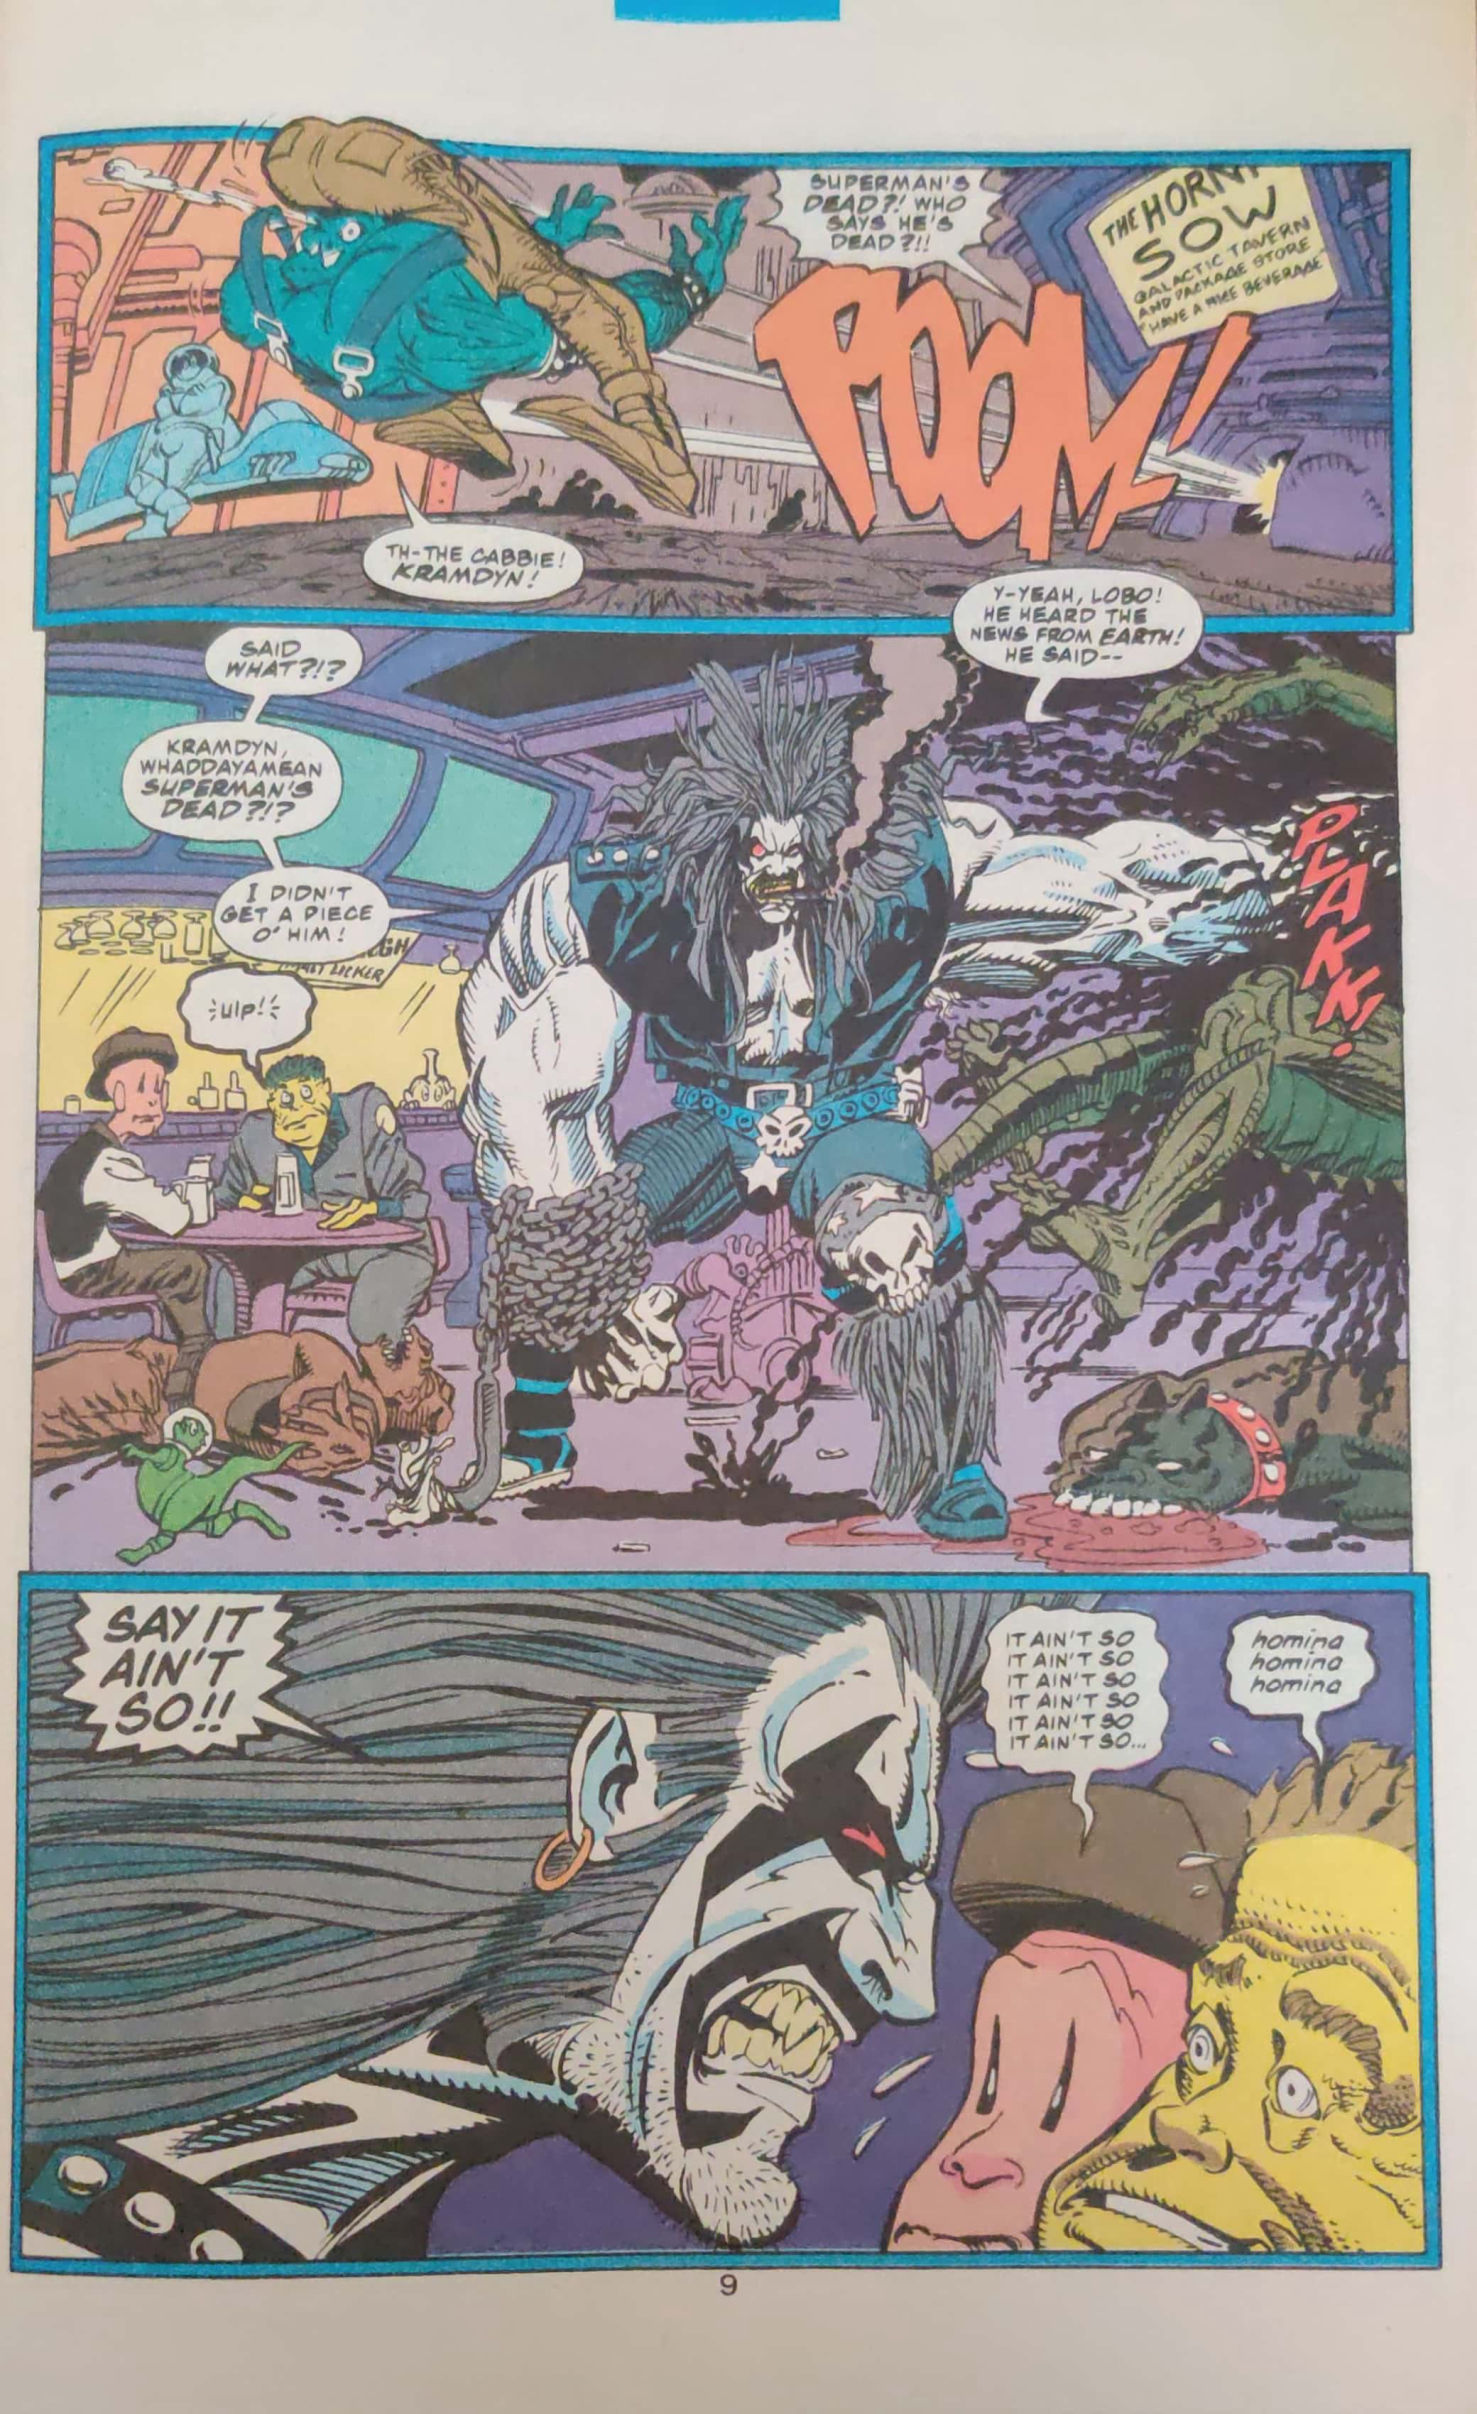 SUPERMAN'S
DEAD?! WHO
SAYS HE'S
DEAD?!!
THE HORNY
SOW
GALACTIC TAVERN
AND PACKAGE STORE
"HAVE A NICE BEVERAGE"
POOM!
TH-THE CABBIE!
KRAMDYN!
Y-YEAH, LOBO!
HE HEARD THE
NEWS FROM EARTH!
HE SAID--
SAID
WHAT?!?
KRAMDYN,
WHADDAYAMEAN
SUPERMAN'S
DEAD?!?
I DIDN'T
GET A PIECE
O' HIM!
LICKER
PLAKK!
ulp!
SAY IT
AIN'T
SO!!
IT AIN'T SO
IT AIN'T SO
IT AIN'T SO
IT AIN'T SO
IT AIN'T SO
IT AIN'T SO...
homina
homina
homina
9